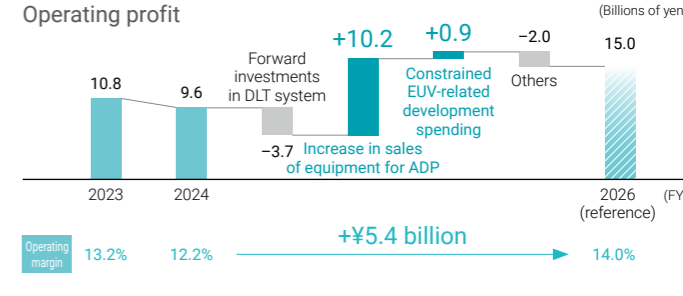 Operating profit
(Billions of yen
10.8
9.6
Forward
investments
in DLT system
−3.7
+10.2
Increase in sales
of equipment for ADP
+0.9
Constrained
EUV-related
development
spending
−2.0
Others
15.0
2023
2024
2026
(reference)
(FY
Operating
margin
13.2%
12.2%
+¥5.4 billion
14.0%